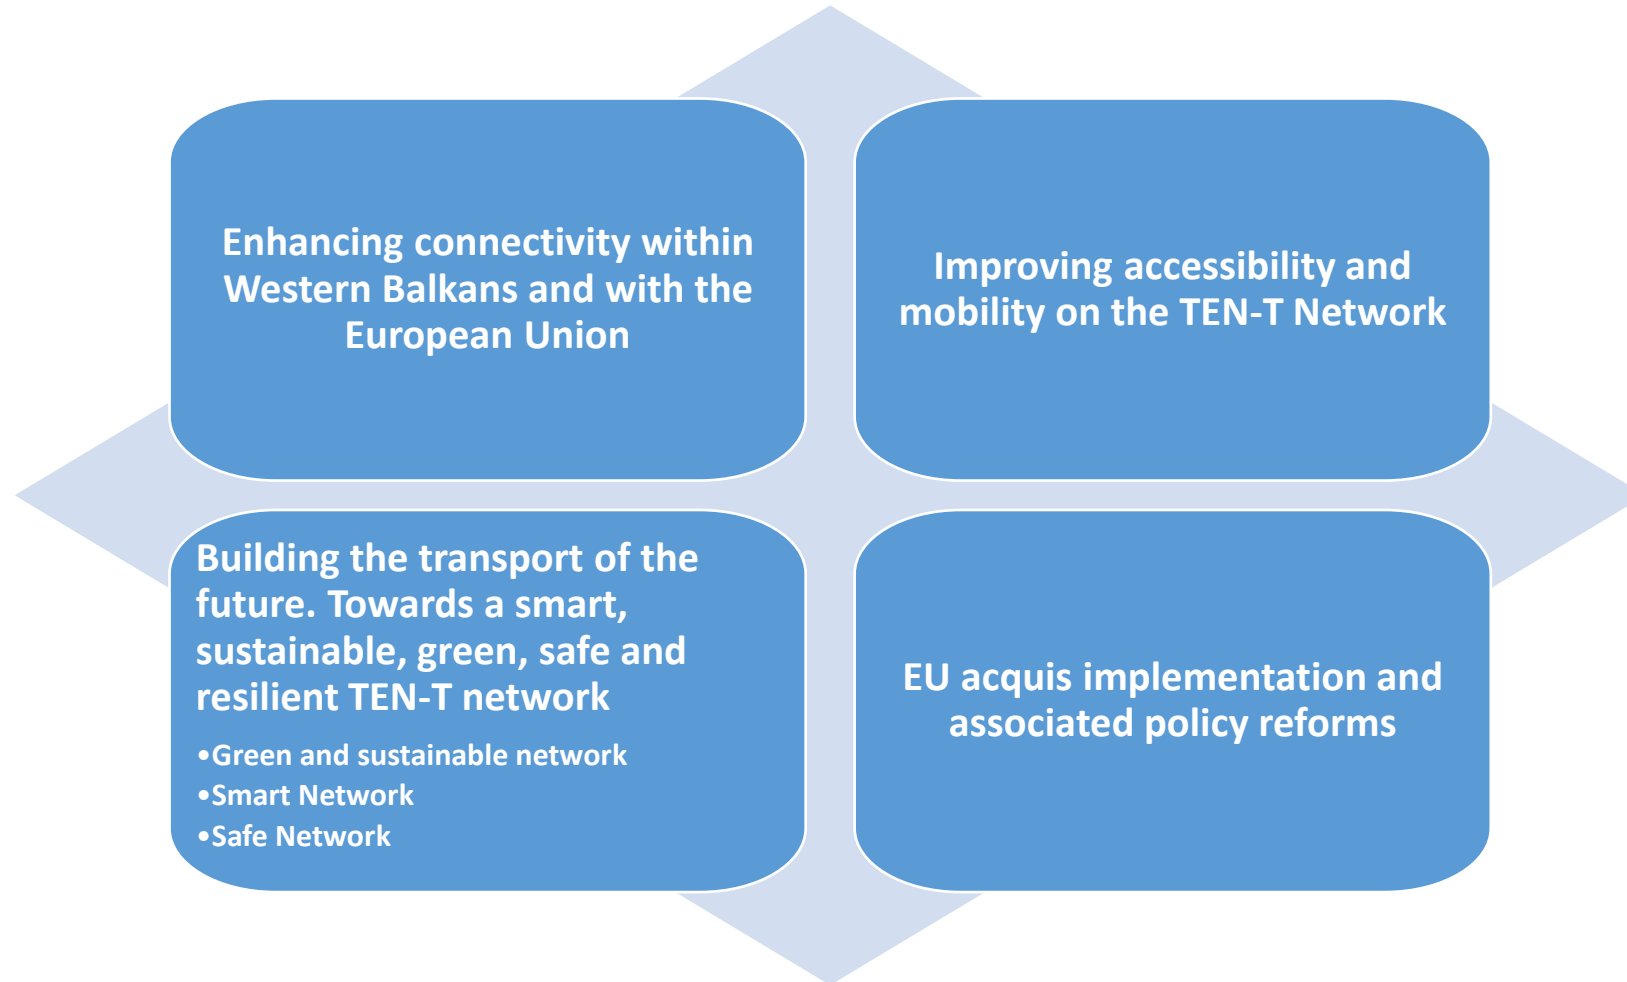 Enhancing connectivity within
Western Balkans and with the
European Union
Improving accessibility and
mobility on the TEN-T Network
Building the transport of the
future. Towards a smart,
sustainable, green, safe and
resilient TEN-T network
•Green and sustainable network
•Smart Network
•Safe Network
EU acquis implementation and
associated policy reforms